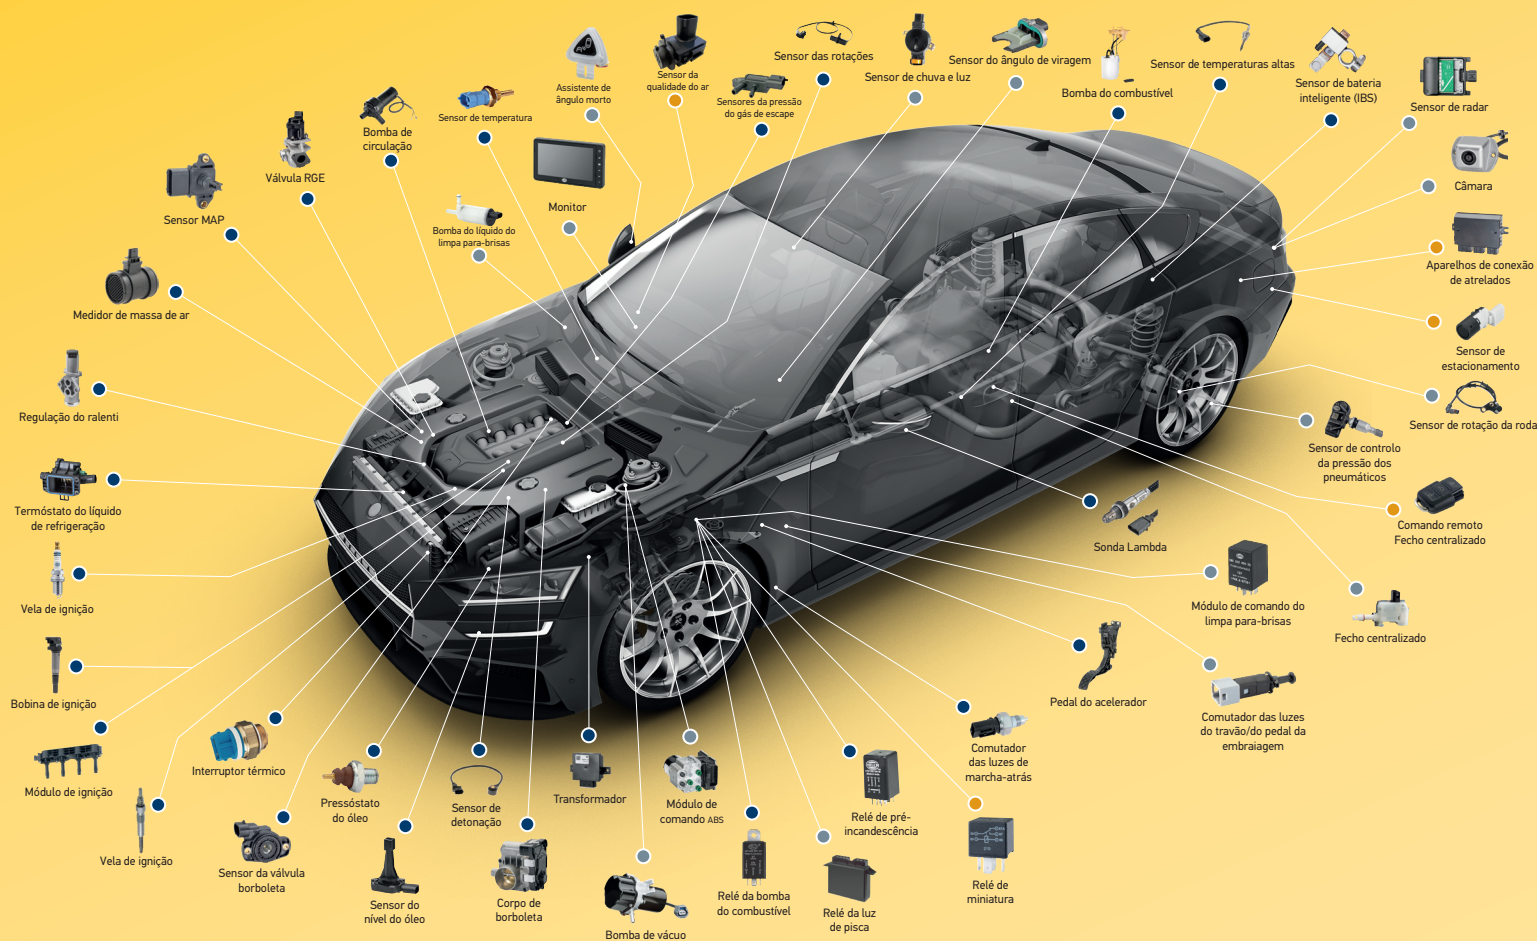 Sensor das rotações
Sensor de chuva e luz
Sensor do ângulo de viragem
Bomba do combustível
Sensor de temperaturas altas
Sensor de bateria
inteligente (IBS)
Sensor de radar
Assistente de
ângulo morto
Sensor da
qualidade do ar
Sensores da pressão
do gás de escape
Sensor de temperatura
Bomba de
circulação
Válvula RGE
Monitor
Bomba do líquido do
limpa para-brisas
Sensor MAP
Câmara
Medidor de massa de ar
Aparelhos de conexão
de atrelados
Sensor de
estacionamento
Regulação do ralenti
Sensor de rotação da roda
Sensor de controlo
da pressão dos
pneumáticos
Termóstato do líquido
de refrigeração
Comando remoto
Fecho centralizado
Sonda Lambda
Vela de ignição
Módulo de comando do
limpa para-brisas
Fecho centralizado
Bobina de ignição
Pedal do acelerador
Comutador das luzes
do travão/do pedal da
embraiagem
Interruptor térmico
Comutador
das luzes de
marcha-atrás
Módulo de ignição
Pressóstato
do óleo
Sensor de
detonação
Transformador
Módulo de
comando ABS
Relé de pré-
incandescência
Vela de ignição
Sensor da válvula
borboleta
Sensor do
nível do óleo
Corpo de
borboleta
Bomba de vácuo
Relé da bomba
do combustível
Relé da luz
de pisca
Relé de
miniatura